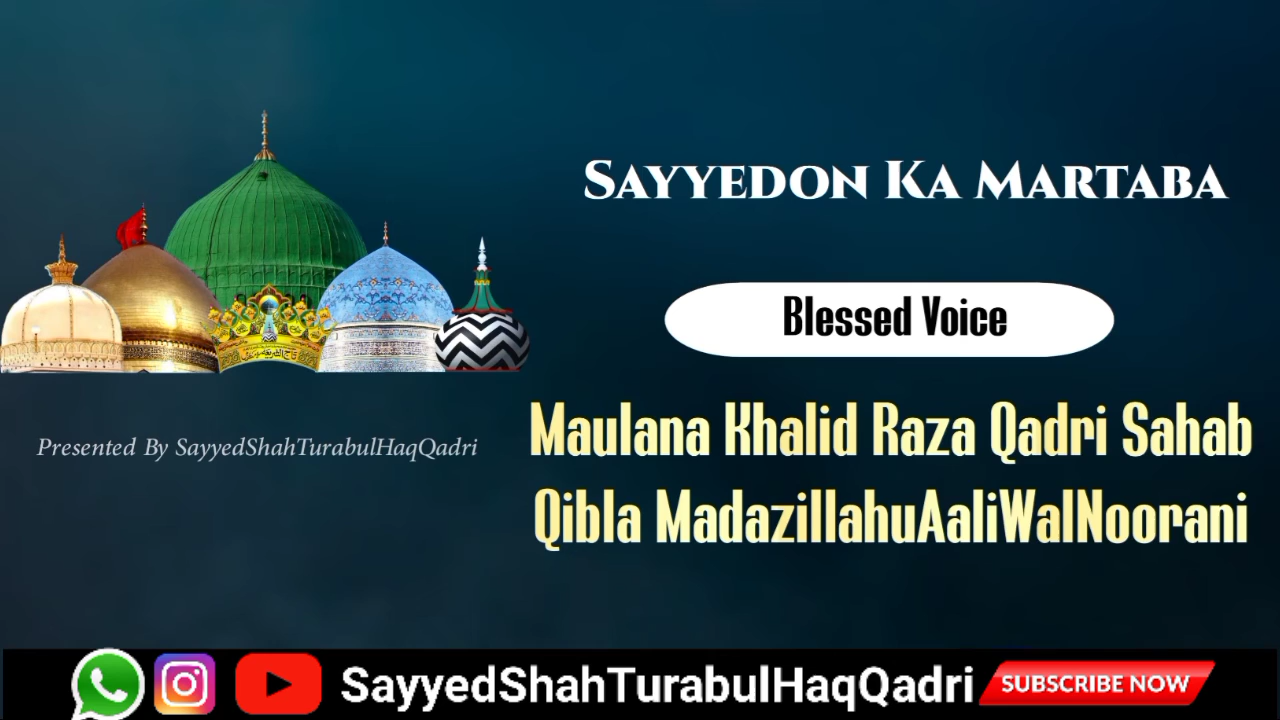 Sayyedon Ka Martaba
Blessed Voice
Maulana Khalid Raza Qadri Sahab
Qibla MadazillahuAaliWalNoorani
Presented By SayyedShahTurabulHaqQadri
SayyedShahTurabulHaqQadri
SUBSCRIBE NOW